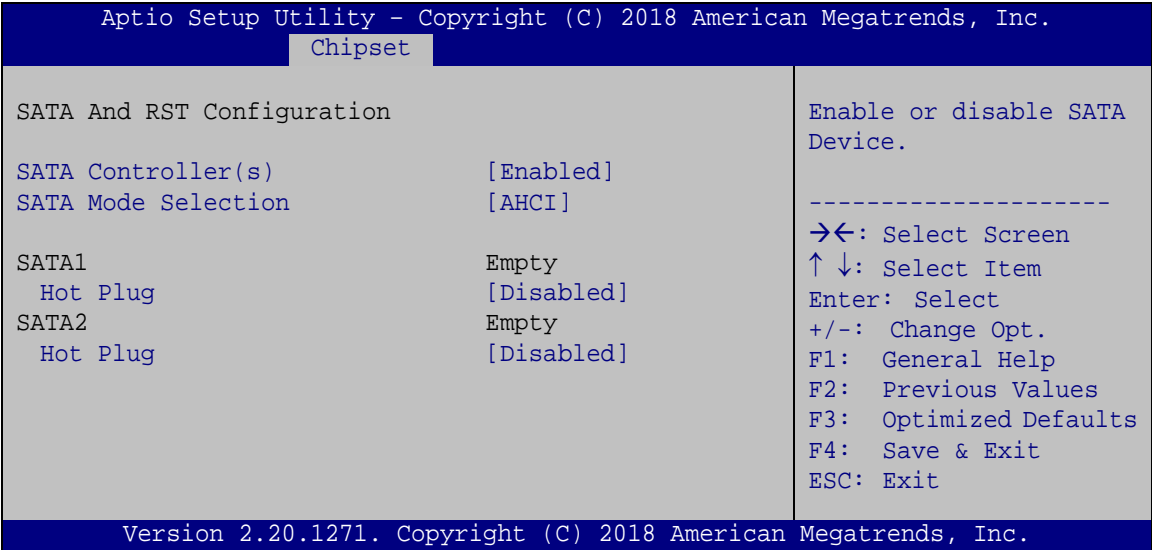 Aptio Setup Utility – Copyright (C) 2018 American Megatrends, Inc.
Chipset
SATA And RST Configuration
SATA Controller(s) [Enabled]
SATA Mode Selection [AHCI]
SATA1 Empty
Hot Plug [Disabled]
SATA2 Empty
Hot Plug [Disabled]
Enable or disable SATA
Device.
---------------------
→←: Select Screen
↑ ↓: Select Item
Enter: Select
+/-: Change Opt.
F1: General Help
F2: Previous Values
F3: Optimized Defaults
F4: Save & Exit
ESC: Exit
Version 2.20.1271. Copyright (C) 2018 American Megatrends, Inc.